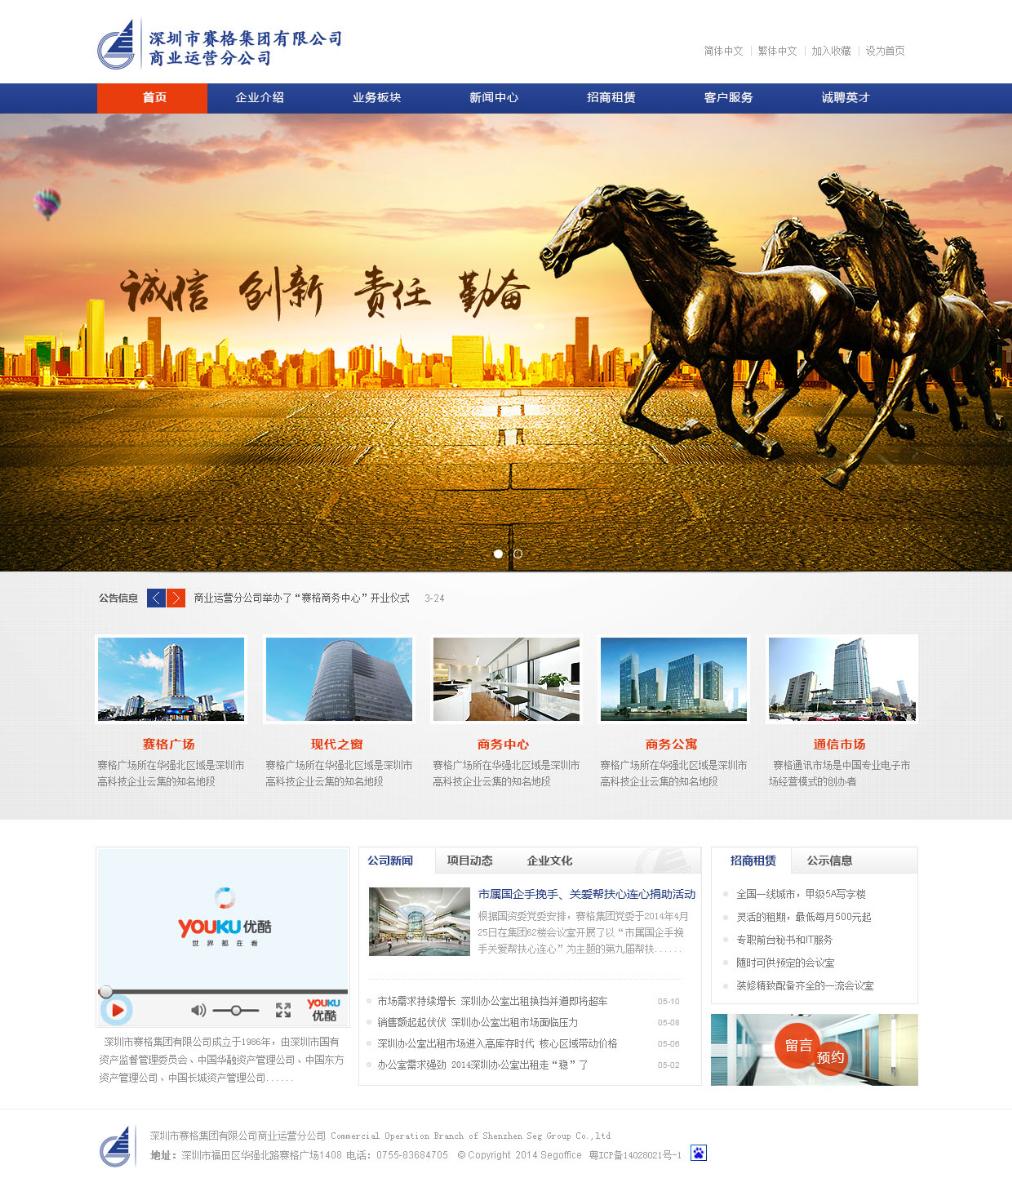 深圳市赛格集团有限公司
商业运营分公司
简体中文 | 繁体中文 | 加入收藏 | 设为首页
首页 企业介绍 业务板块 新闻中心 招商租赁 客户服务 诚聘英才
诚信 创新 责任 勤奋
公告信息 商业运营分公司举办了“赛格商务中心”开业仪式 3-24
赛格广场 现代之窗 商务中心 商务公寓 通信市场
赛格广场所在华强北区域是深圳市 赛格广场所在华强北区域是深圳市 赛格广场所在华强北区域是深圳市 赛格广场所在华强北区域是深圳市 赛格通讯市场是中国专业电子市
高科技企业云集的知名地段 高科技企业云集的知名地段 高科技企业云集的知名地段 高科技企业云集的知名地段 场经营模式的创办者
YOUKU 优酷
世界都在看
YOUKU
优酷
深圳市赛格集团有限公司成立于1986年，由深圳市国有
资产监督管理委员会、中国华融资产管理公司、中国东方
资产管理公司、中国长城资产管理公司......
公司新闻 项目动态 企业文化
市属国企手挽手、关爱帮扶心连心捐助活动
根据国资委党委安排，赛格集团党委于2014年4月
25日在集团62楼会议室开展了以“市属国企手挽
手关爱帮扶心连心”为主题的第九届帮扶......
市场需求持续增长 深圳办公室出租换挡并道即将超车 05-10
销售额起起伏伏 深圳办公室出租市场面临压力 05-08
深圳办公室出租市场进入高库存时代 核心区域带动价格 05-06
办公室需求强劲 2014深圳办公室出租走“稳”了 05-02
招商租赁 公示信息
全国一线城市，甲级5A写字楼
灵活的租期，最低每月500元起
专职前台秘书和IT服务
随时可供预定的会议室
装修精致配备齐全的一流会议室
留言
预约
深圳市赛格集团有限公司商业运营分公司 Commercial Operation Branch of Shenzhen Seg Group Co.,ltd
地址：深圳市福田区华强北路赛格广场1408 电话：0755-83684705 © Copyright 2014 Segoffice 粤ICP备14028021号-1